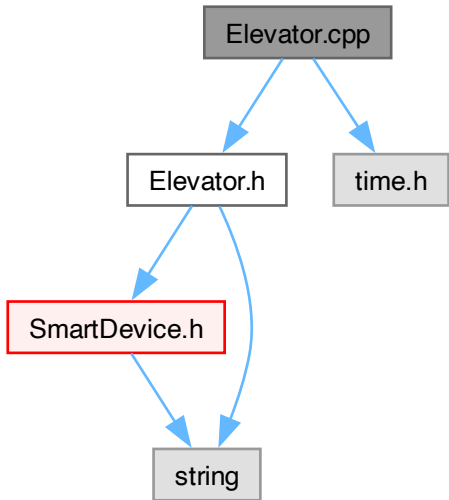 Elevator.cpp
Elevator.h
time.h
SmartDevice.h
string